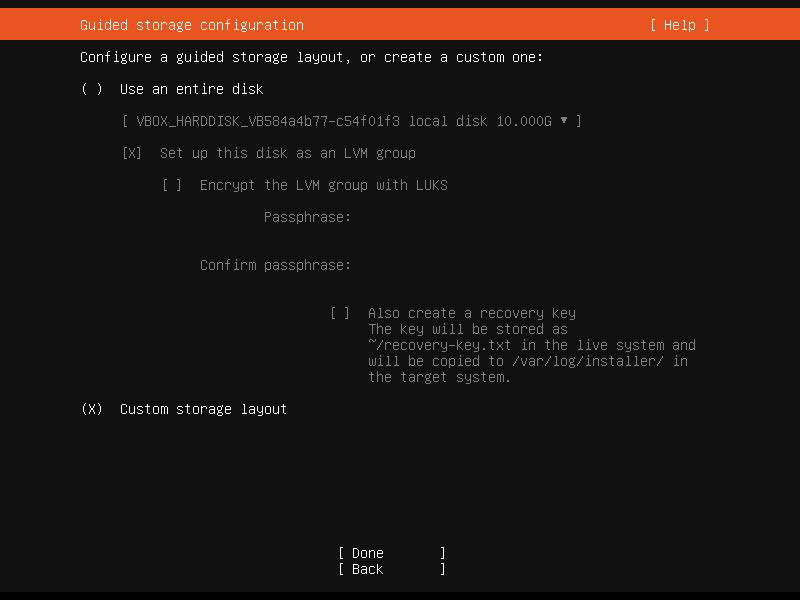 Guided storage configuration [ Help ]
Configure a guided storage layout, or create a custom one:
( ) Use an entire disk
[ VBOX_HARDDISK_VB584a4b77-c54f01f3 local disk 10.000G ▾ ]
[X] Set up this disk as an LVM group
[ ] Encrypt the LVM group with LUKS
Passphrase:
Confirm passphrase:
[ ] Also create a recovery key
The key will be stored as
~/recovery-key.txt in the live system and
will be copied to /var/log/installer/ in
the target system.
(X) Custom storage layout
[ Done ]
[ Back ]